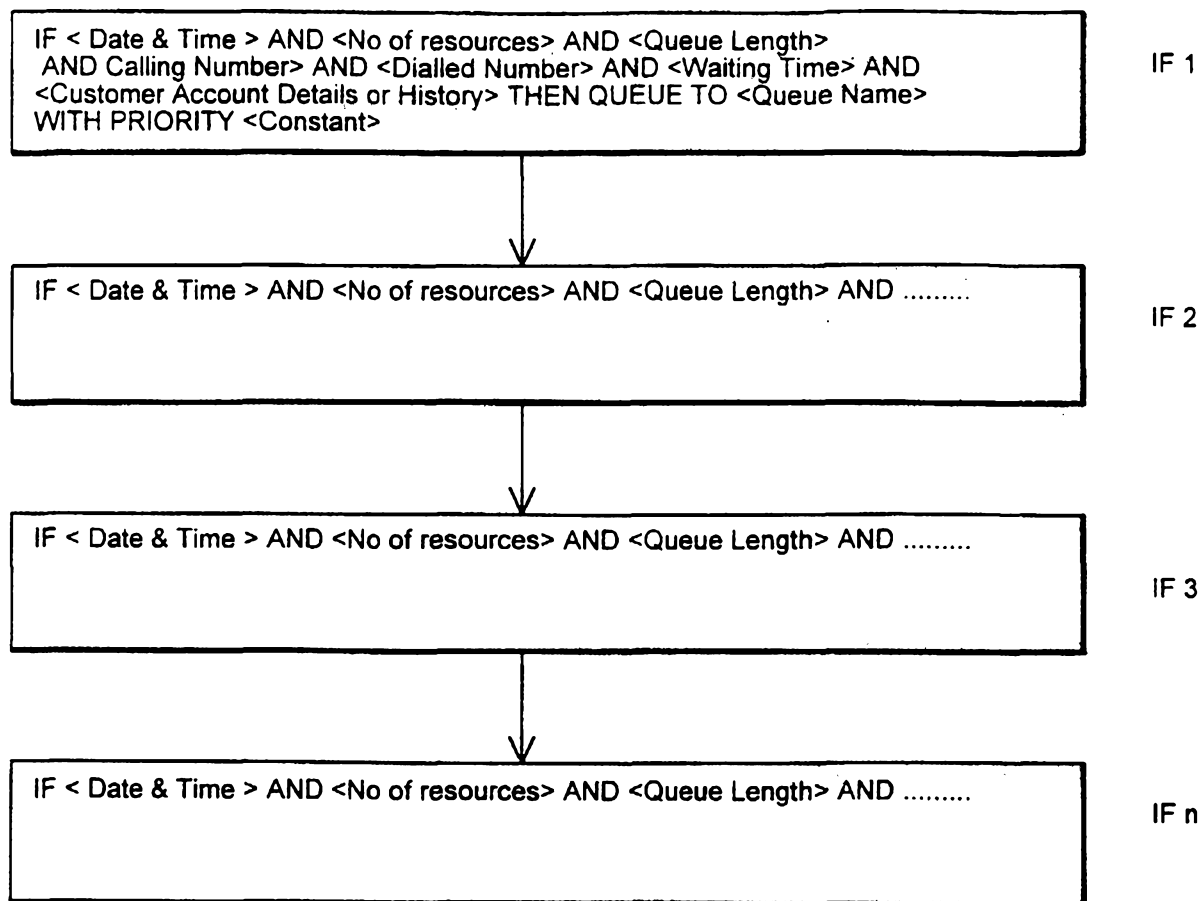 IF < Date & Time > AND <No of resources> AND <Queue Length>
AND Calling Number> AND <Dialled Number> AND <Waiting Time> AND
<Customer Account Details or History> THEN QUEUE TO <Queue Name>
WITH PRIORITY <Constant>
IF 1
IF < Date & Time > AND <No of resources> AND <Queue Length> AND .........
IF 2
IF < Date & Time > AND <No of resources> AND <Queue Length> AND .........
IF 3
IF < Date & Time > AND <No of resources> AND <Queue Length> AND .........
IF n